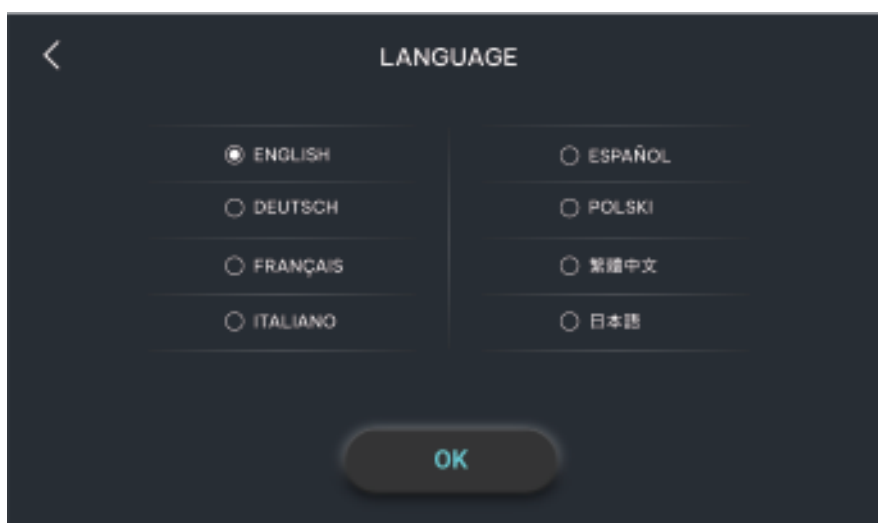 LANGUAGE
ENGLISH
DEUTSCH
FRANÇAIS
ITALIANO
ESPAÑOL
POLSKI
繁體中文
日本語
OK